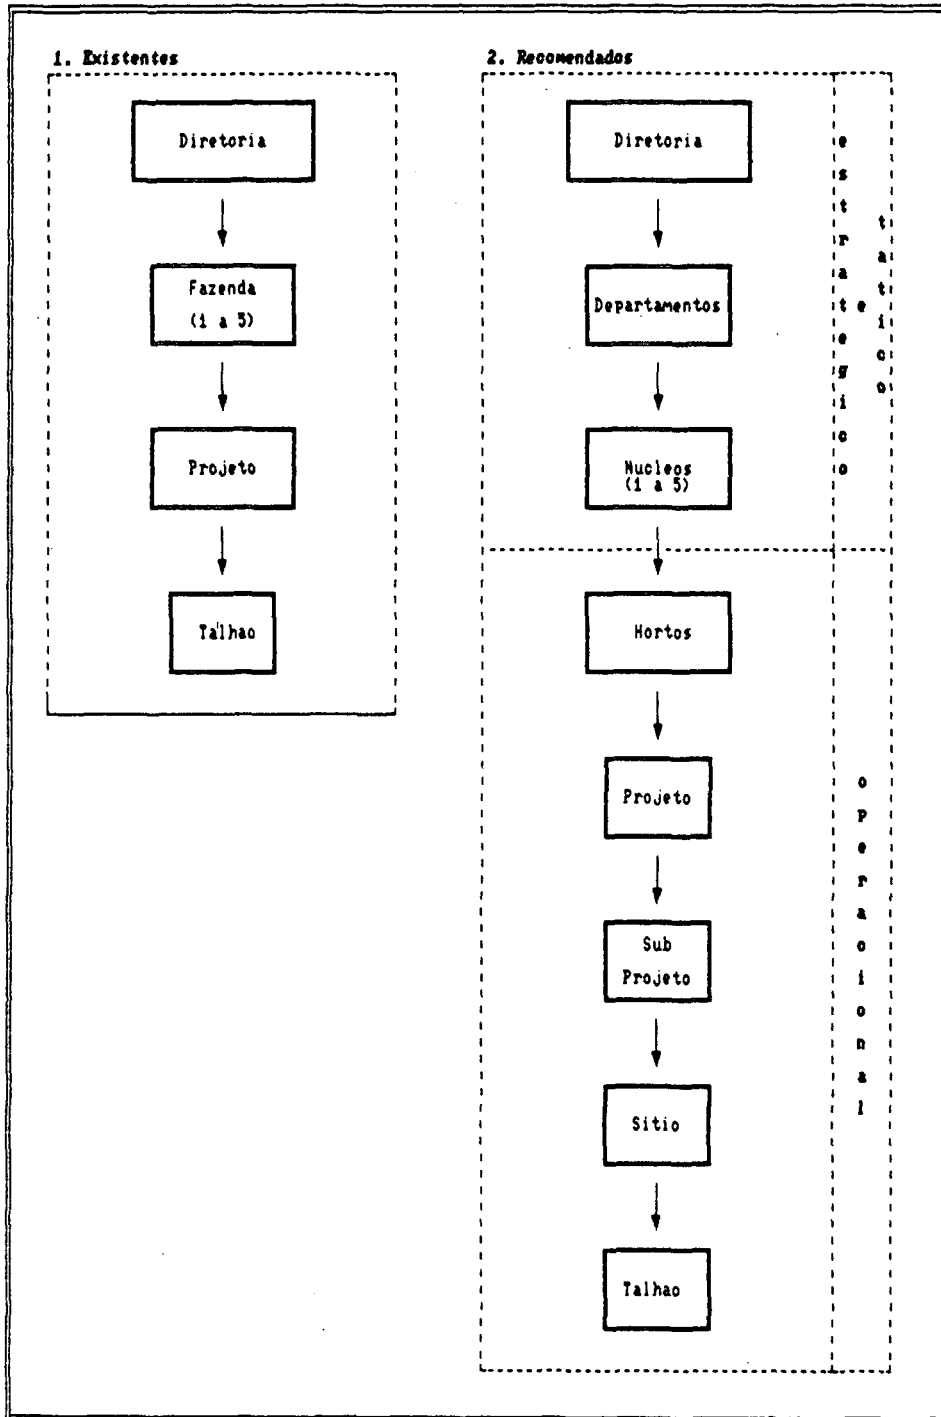 1. Existentes
Diretoria
Fazenda
(1 a 5)
Projeto
Talhao
2. Recomendados
Diretoria
Departamentos
Nucleos
(1 a 5)
Hortos
Projeto
Sub
Projeto
Sitio
Talhao
estrategico
e
tatico
operacional